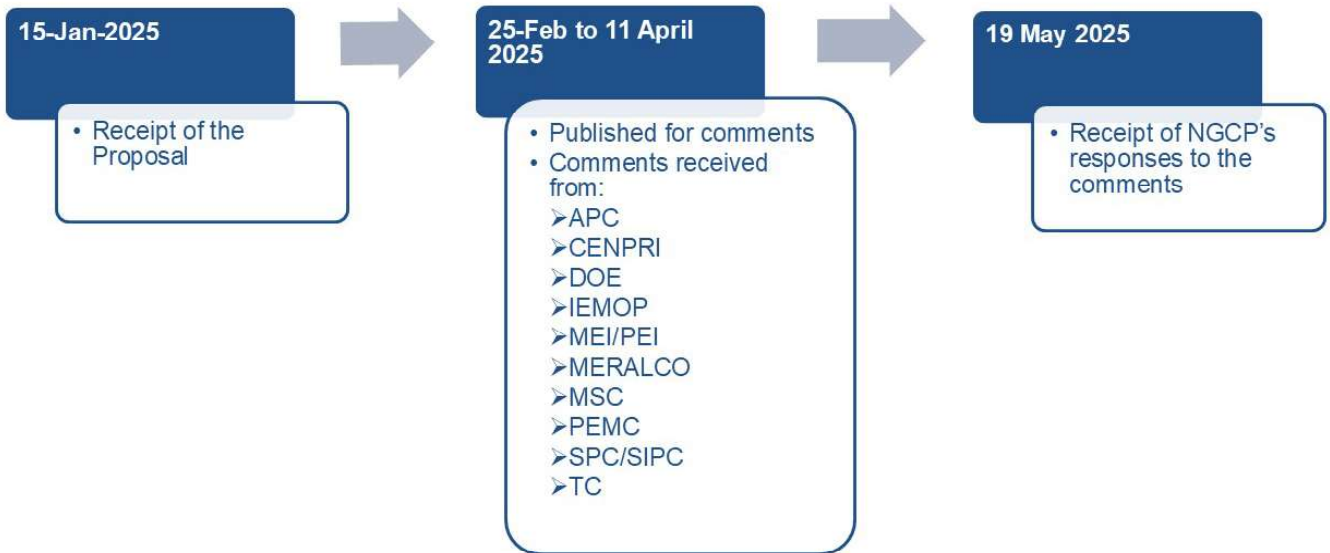 15-Jan-2025
• Receipt of the
Proposal
25-Feb to 11 April
2025
• Published for comments
• Comments received
from:
➢APC
➢CENPRI
➢DOE
➢IEMOP
➢MEI/PEI
➢MERALCO
➢MSC
➢PEMC
➢SPC/SIPC
➢TC
19 May 2025
• Receipt of NGCP's
responses to the
comments